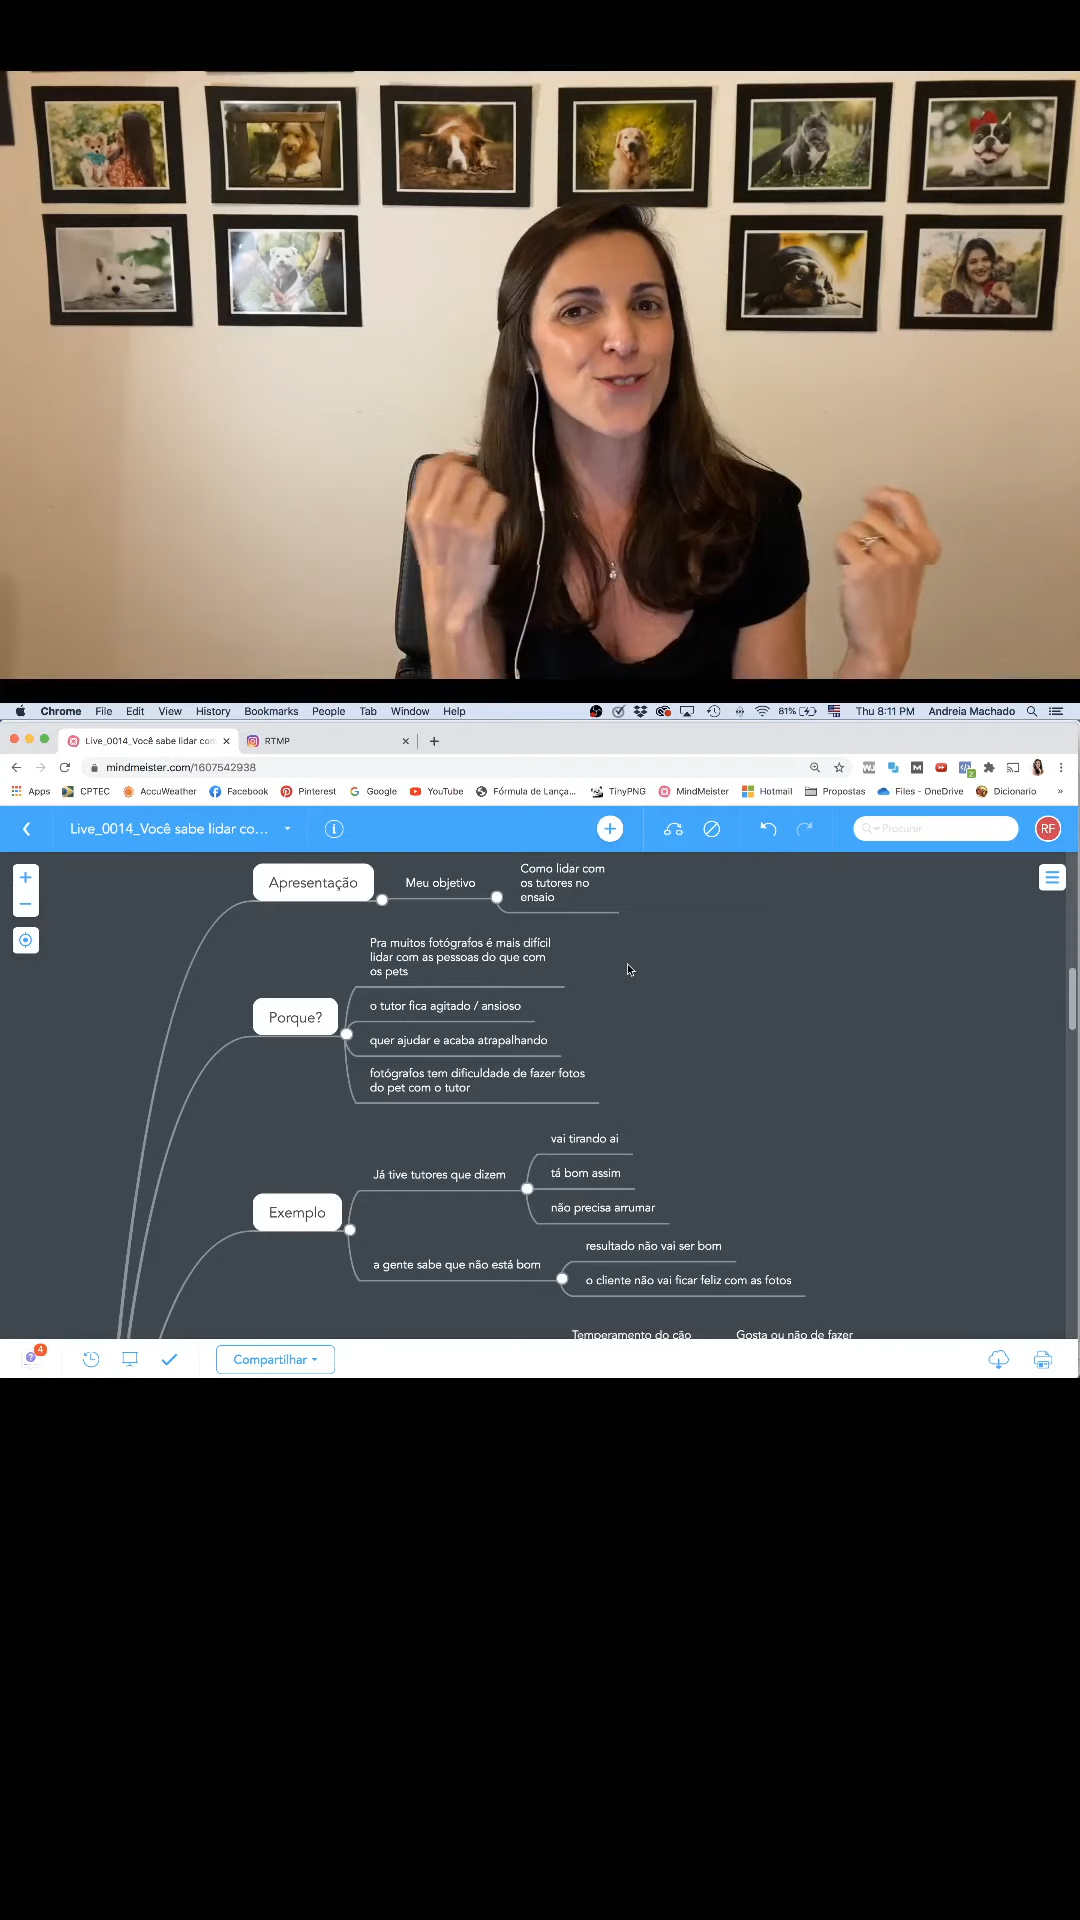 Chrome File Edit View History Bookmarks People Tab Window Help 81% Thu 8:11 PM Andreia Machado
Live_0014_Você sabe lidar con
RTMP
mindmeister.com/1607542938
Apps CPTEC AccuWeather Facebook Pinterest Google YouTube Fórmula de Lança... TinyPNG MindMeister Hotmail Propostas Files - OneDrive Dicionario »
Live_0014_Você sabe lidar co...
Procurar
RF
Apresentação
Meu objetivo
Como lidar com
os tutores no
ensaio
Porque?
Pra muitos fotógrafos é mais difícil
lidar com as pessoas do que com
os pets
o tutor fica agitado / ansioso
quer ajudar e acaba atrapalhando
fotógrafos tem dificuldade de fazer fotos
do pet com o tutor
Exemplo
Já tive tutores que dizem
vai tirando ai
tá bom assim
não precisa arrumar
a gente sabe que não está bom
resultado não vai ser bom
o cliente não vai ficar feliz com as fotos
Temperamento do cão
Gosta ou não de fazer
4
Compartilhar